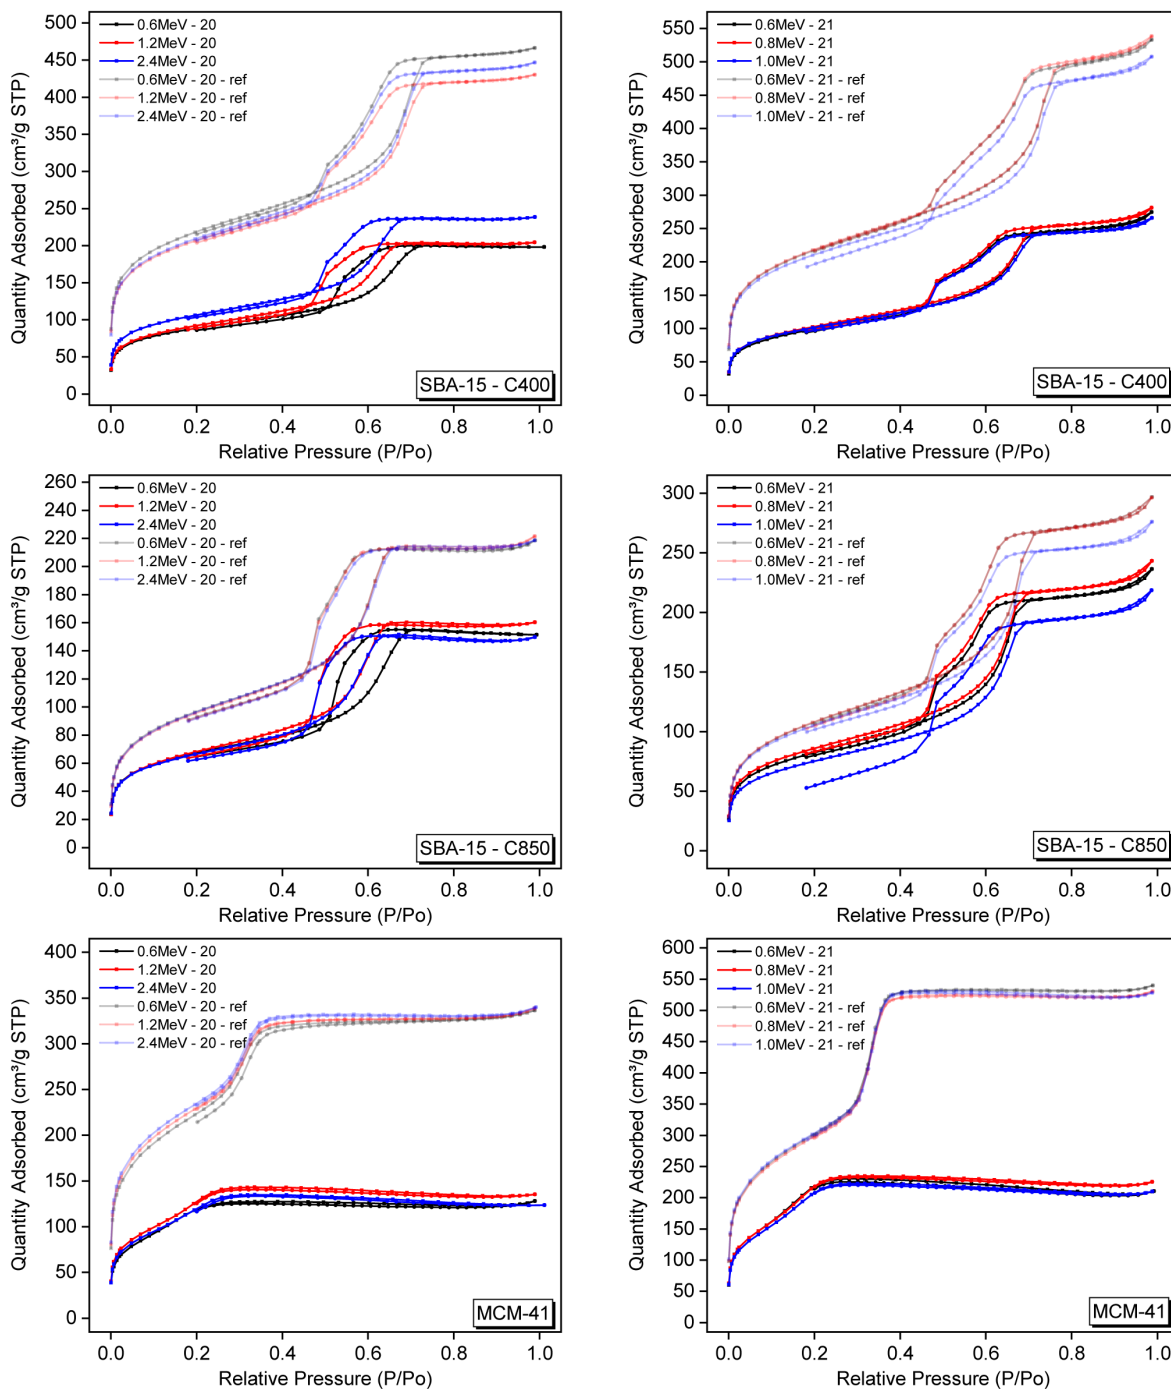 Quantity Adsorbed (cm³/g STP)
500
450
400
350
300
250
200
150
100
50
0
0.6MeV - 20
1.2MeV - 20
2.4MeV - 20
0.6MeV - 20 - ref
1.2MeV - 20 - ref
2.4MeV - 20 - ref
SBA-15 - C400
0.0 0.2 0.4 0.6 0.8 1.0
Relative Pressure (P/Po)
Quantity Adsorbed (cm³/g STP)
550
500
450
400
350
300
250
200
150
100
50
0
0.6MeV - 21
0.8MeV - 21
1.0MeV - 21
0.6MeV - 21 - ref
0.8MeV - 21 - ref
1.0MeV - 21 - ref
SBA-15 - C400
0.0 0.2 0.4 0.6 0.8 1.0
Relative Pressure (P/Po)
Quantity Adsorbed (cm³/g STP)
260
240
220
200
180
160
140
120
100
80
60
40
20
0
0.6MeV - 20
1.2MeV - 20
2.4MeV - 20
0.6MeV - 20 - ref
1.2MeV - 20 - ref
2.4MeV - 20 - ref
SBA-15 - C850
0.0 0.2 0.4 0.6 0.8 1.0
Relative Pressure (P/Po)
Quantity Adsorbed (cm³/g STP)
300
250
200
150
100
50
0
0.6MeV - 21
0.8MeV - 21
1.0MeV - 21
0.6MeV - 21 - ref
0.8MeV - 21 - ref
1.0MeV - 21 - ref
SBA-15 - C850
0.0 0.2 0.4 0.6 0.8 1.0
Relative Pressure (P/Po)
Quantity Adsorbed (cm³/g STP)
400
350
300
250
200
150
100
50
0
0.6MeV - 20
1.2MeV - 20
2.4MeV - 20
0.6MeV - 20 - ref
1.2MeV - 20 - ref
2.4MeV - 20 - ref
MCM-41
0.0 0.2 0.4 0.6 0.8 1.0
Relative Pressure (P/Po)
Quantity Adsorbed (cm³/g STP)
600
550
500
450
400
350
300
250
200
150
100
50
0
0.6MeV - 21
0.8MeV - 21
1.0MeV - 21
0.6MeV - 21 - ref
0.8MeV - 21 - ref
1.0MeV - 21 - ref
MCM-41
0.0 0.2 0.4 0.6 0.8 1.0
Relative Pressure (P/Po)